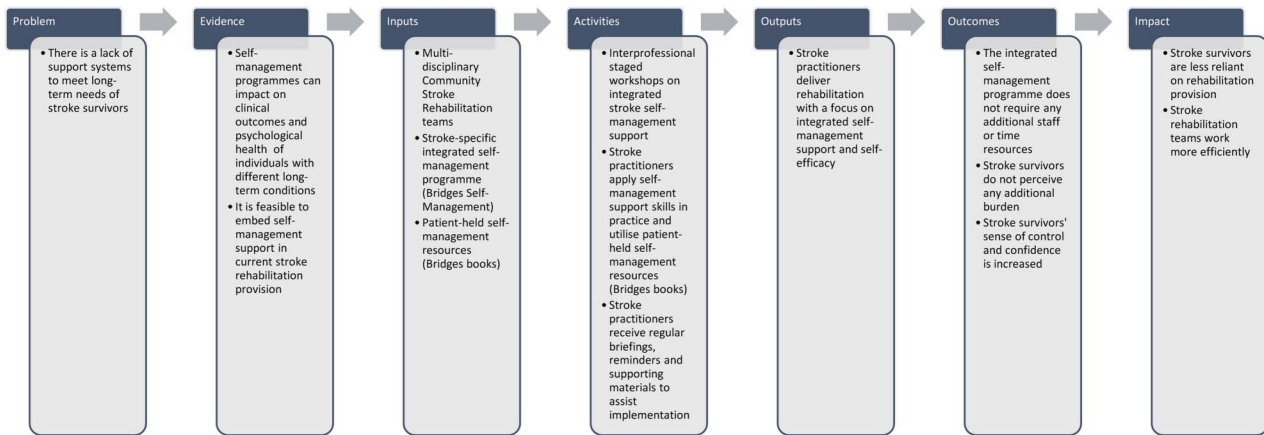 Problem
• There is a lack of
support systems
to meet long-
term needs of
stroke survivors
Evidence
• Self-
management
programmes can
impact on
clinical
outcomes and
psychological
health of
individuals with
different long-
term conditions
• It is feasible to
embed self-
management
support in
current stroke
rehabilitation
provision
Inputs
• Multi-
disciplinary
Community
Stroke
Rehabilitation
teams
• Stroke-specific
integrated self-
management
programme
(Bridges Self-
Management)
• Patient-held self-
management
resources
(Bridges books)
Activities
• Interprofessional
staged
workshops on
integrated
stroke self-
management
support
• Stroke
practitioners
apply self-
management
support skills in
practice and
utilise patient-
held self-
management
resources
(Bridges books)
• Stroke
practitioners
receive regular
briefings,
reminders and
supporting
materials to
assist
implementation
Outputs
• Stroke
practitioners
deliver
rehabilitation
with a focus on
integrated self-
management
support and self-
efficacy
Outcomes
• The integrated
self-
management
programme does
not require any
additional staff
or time
resources
• Stroke survivors
do not perceive
any additional
burden
• Stroke survivors'
sense of control
and confidence
is increased
Impact
• Stroke survivors
are less reliant
on rehabilitation
provision
• Stroke
rehabilitation
teams work
more efficiently